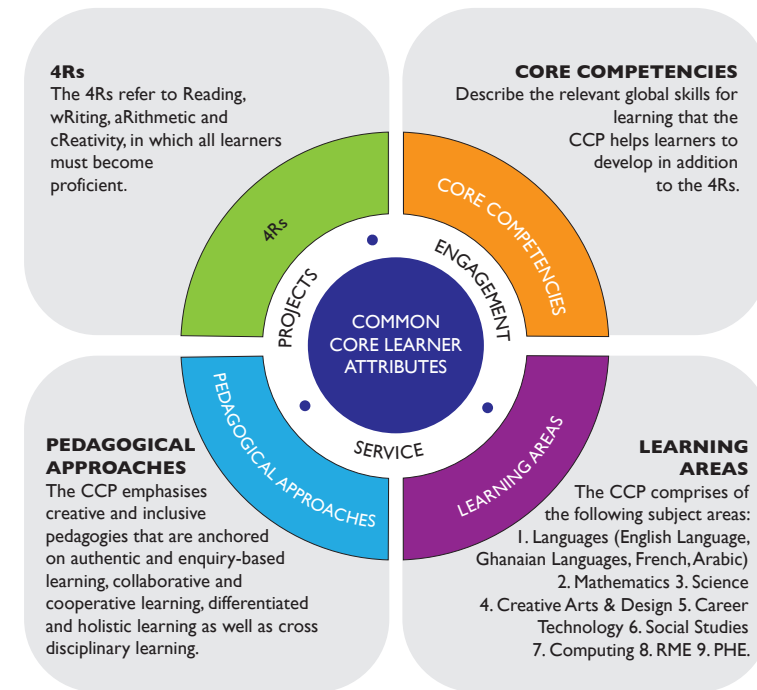 4Rs
The 4Rs refer to Reading,
wRiting, aRithmetic and
cReativity, in which all learners
must become
proficient.
CORE COMPETENCIES
Describe the relevant global skills for
learning that the
CCP helps learners to
develop in addition
to the 4Rs.
4Rs
CORE COMPETENCIES
PROJECTS
ENGAGEMENT
COMMON
CORE LEARNER
ATTRIBUTES
SERVICE
PEDAGOGICAL APPROACHES
LEARNING AREAS
PEDAGOGICAL
APPROACHES
The CCP emphasises
creative and inclusive
pedagogies that are anchored
on authentic and enquiry-based
learning, collaborative and
cooperative learning, differentiated
and holistic learning as well as cross
disciplinary learning.
LEARNING
AREAS
The CCP comprises of
the following subject areas:
1. Languages (English Language,
Ghanaian Languages, French, Arabic)
2. Mathematics 3. Science
4. Creative Arts & Design 5. Career
Technology 6. Social Studies
7. Computing 8. RME 9. PHE.